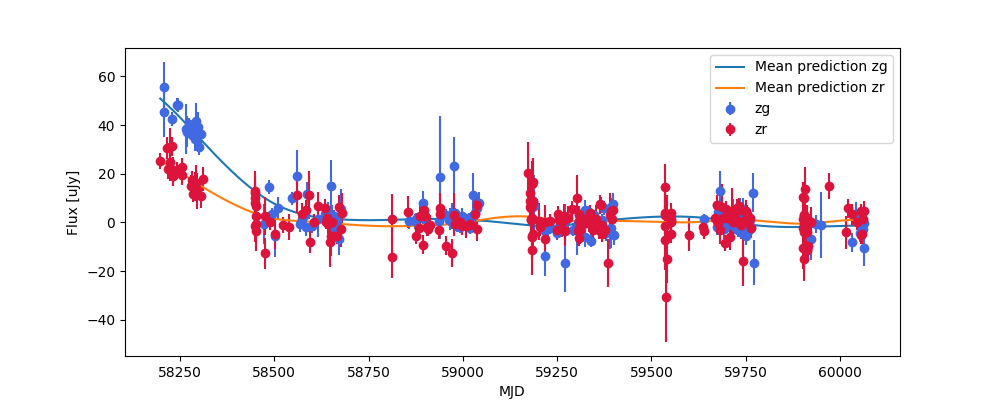 60
40
20
0
−20
−40
Flux [uJy]
58250
58500
58750
59000
59250
59500
59750
60000
MJD
Mean prediction zg
Mean prediction zr
zg
zr